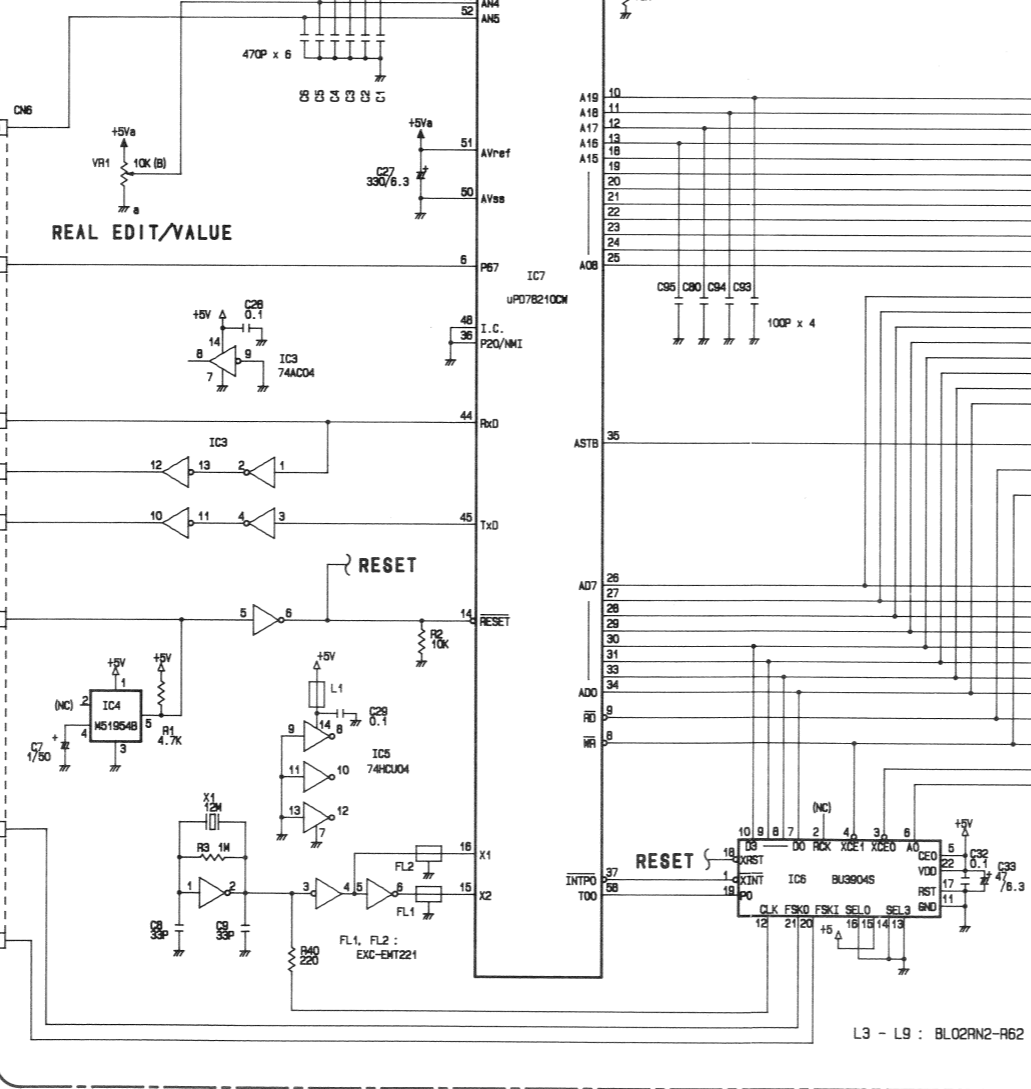 AN4
52 AN5
470P x 6
C6 C5 C4 C3 C2 C1
CN6
+5Va
VR1 10K (B)
a
REAL EDIT/VALUE
+5Va
51 AVref
C27
330/6.3
50 AVss
6 P67
IC7
uPD78210CW
A19 10
A18 11
A17 12
A16 13
A15 18
19
20
21
22
23
24
A08 25
C95 C80 C94 C93
100P x 4
+5V
C28
0.1
14
8 9
7
IC3
74AC04
48 I.C.
36 P20/NMI
44 RxD
IC3
12 13 2 1
10 11 4 3
45 TxD
ASTB 35
RESET
5 6
14 RESET
R2
10K
AD7 26
27
28
29
30
31
33
AD0 34
RD 9
WR 8
+5V +5V
1
(NC) 2 IC4
M51954B 5
4
3
C7
1/50
R1
4.7K
+5V
L1
C29
0.1
14
9 8
11 10
13 12
7
IC5
74HCU04
X1
12M
R3 1M
1 2
C8
33P
C9
33P
R40
220
3 4 5 6
FL2
FL1
16 X1
15 X2
FL1, FL2 :
EXC-EMT221
INTP0 37
TO0 58
RESET
(NC)
10 9 8 7 2 4 3 6
D3 D0 RCK XCE1 XCE0 A0
18 XRST
1 XINT
19 P0
IC6 BU3904S
CE0 5
VDD 22
RST 17
GND 11
CLK FSK0 FSKI SEL0 SEL3
12 21 20 16 15 14 13
+5
+5V
C32
0.1
C33
47
/6.3
L3 - L9 : BL02RN2-R62